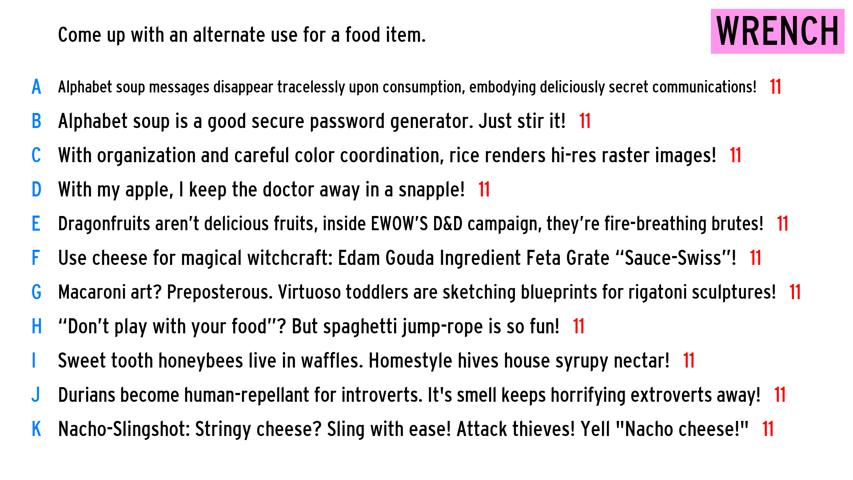 Come up with an alternate use for a food item.
WRENCH
A Alphabet soup messages disappear tracelessly upon consumption, embodying deliciously secret communications! 11
B Alphabet soup is a good secure password generator. Just stir it! 11
C With organization and careful color coordination, rice renders hi-res raster images! 11
D With my apple, I keep the doctor away in a snapple! 11
E Dragonfruits aren’t delicious fruits, inside EWOW’S D&D campaign, they’re fire-breathing brutes! 11
F Use cheese for magical witchcraft: Edam Gouda Ingredient Feta Grate “Sauce-Swiss”! 11
G Macaroni art? Preposterous. Virtuoso toddlers are sketching blueprints for rigatoni sculptures! 11
H “Don’t play with your food”? But spaghetti jump-rope is so fun! 11
I Sweet tooth honeybees live in waffles. Homestyle hives house syrupy nectar! 11
J Durians become human-repellant for introverts. It's smell keeps horrifying extroverts away! 11
K Nacho-Slingshot: Stringy cheese? Sling with ease! Attack thieves! Yell "Nacho cheese!" 11